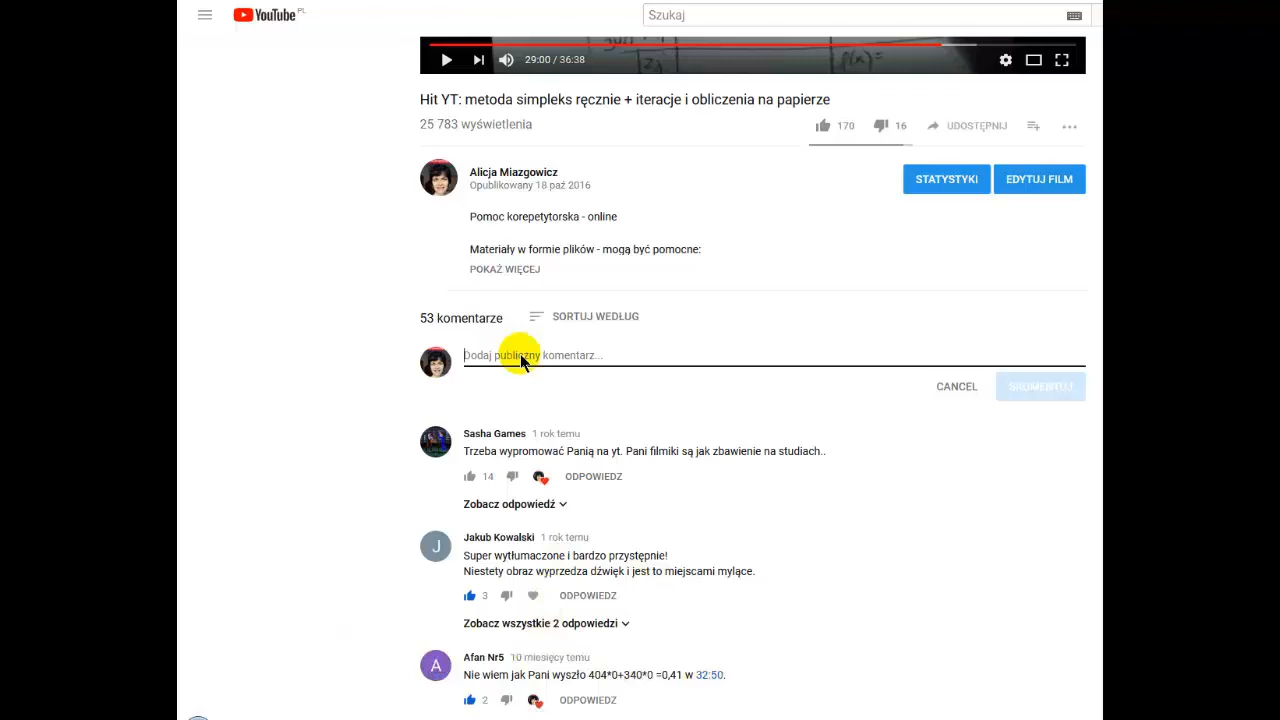 YouTube PL
Szukaj
29:00 / 36:38
Hit YT: metoda simpleks ręcznie + iteracje i obliczenia na papierze
25 783 wyświetlenia
170
16
UDOSTĘPNIJ
Alicja Miazgowicz
Opublikowany 18 paź 2016
STATYSTYKI
EDYTUJ FILM
Pomoc korepetytorska - online
Materiały w formie plików - mogą być pomocne:
POKAŻ WIĘCEJ
53 komentarze
SORTUJ WEDŁUG
Dodaj publiczny komentarz...
CANCEL
SKOMENTUJ
Sasha Games 1 rok temu
Trzeba wypromować Panią na yt. Pani filmiki są jak zbawienie na studiach..
14
ODPOWIEDZ
Zobacz odpowiedź
J
Jakub Kowalski 1 rok temu
Super wytłumaczone i bardzo przystępnie!
Niestety obraz wyprzedza dźwięk i jest to miejscami mylące.
3
ODPOWIEDZ
Zobacz wszystkie 2 odpowiedzi
A
Afan Nr5 10 miesięcy temu
Nie wiem jak Pani wyszło 404*0+340*0 =0,41 w 32:50.
2
ODPOWIEDZ